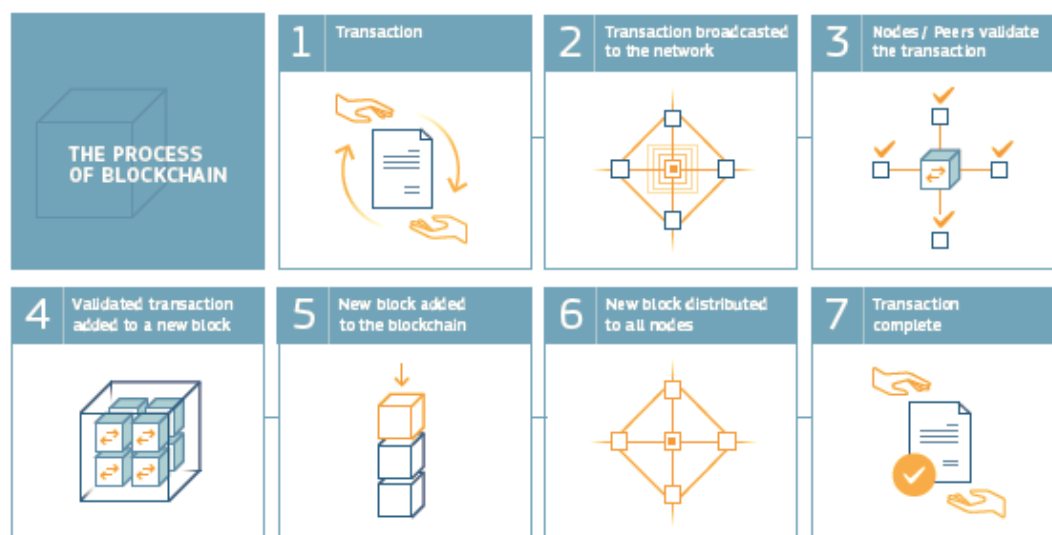 THE PROCESS
OF BLOCKCHAIN
1
Transaction
2
Transaction broadcasted
to the network
3
Nodes / Peers validate
the transaction
4
Validated transaction
added to a new block
5
New block added
to the blockchain
6
New block distributed
to all nodes
7
Transaction
complete